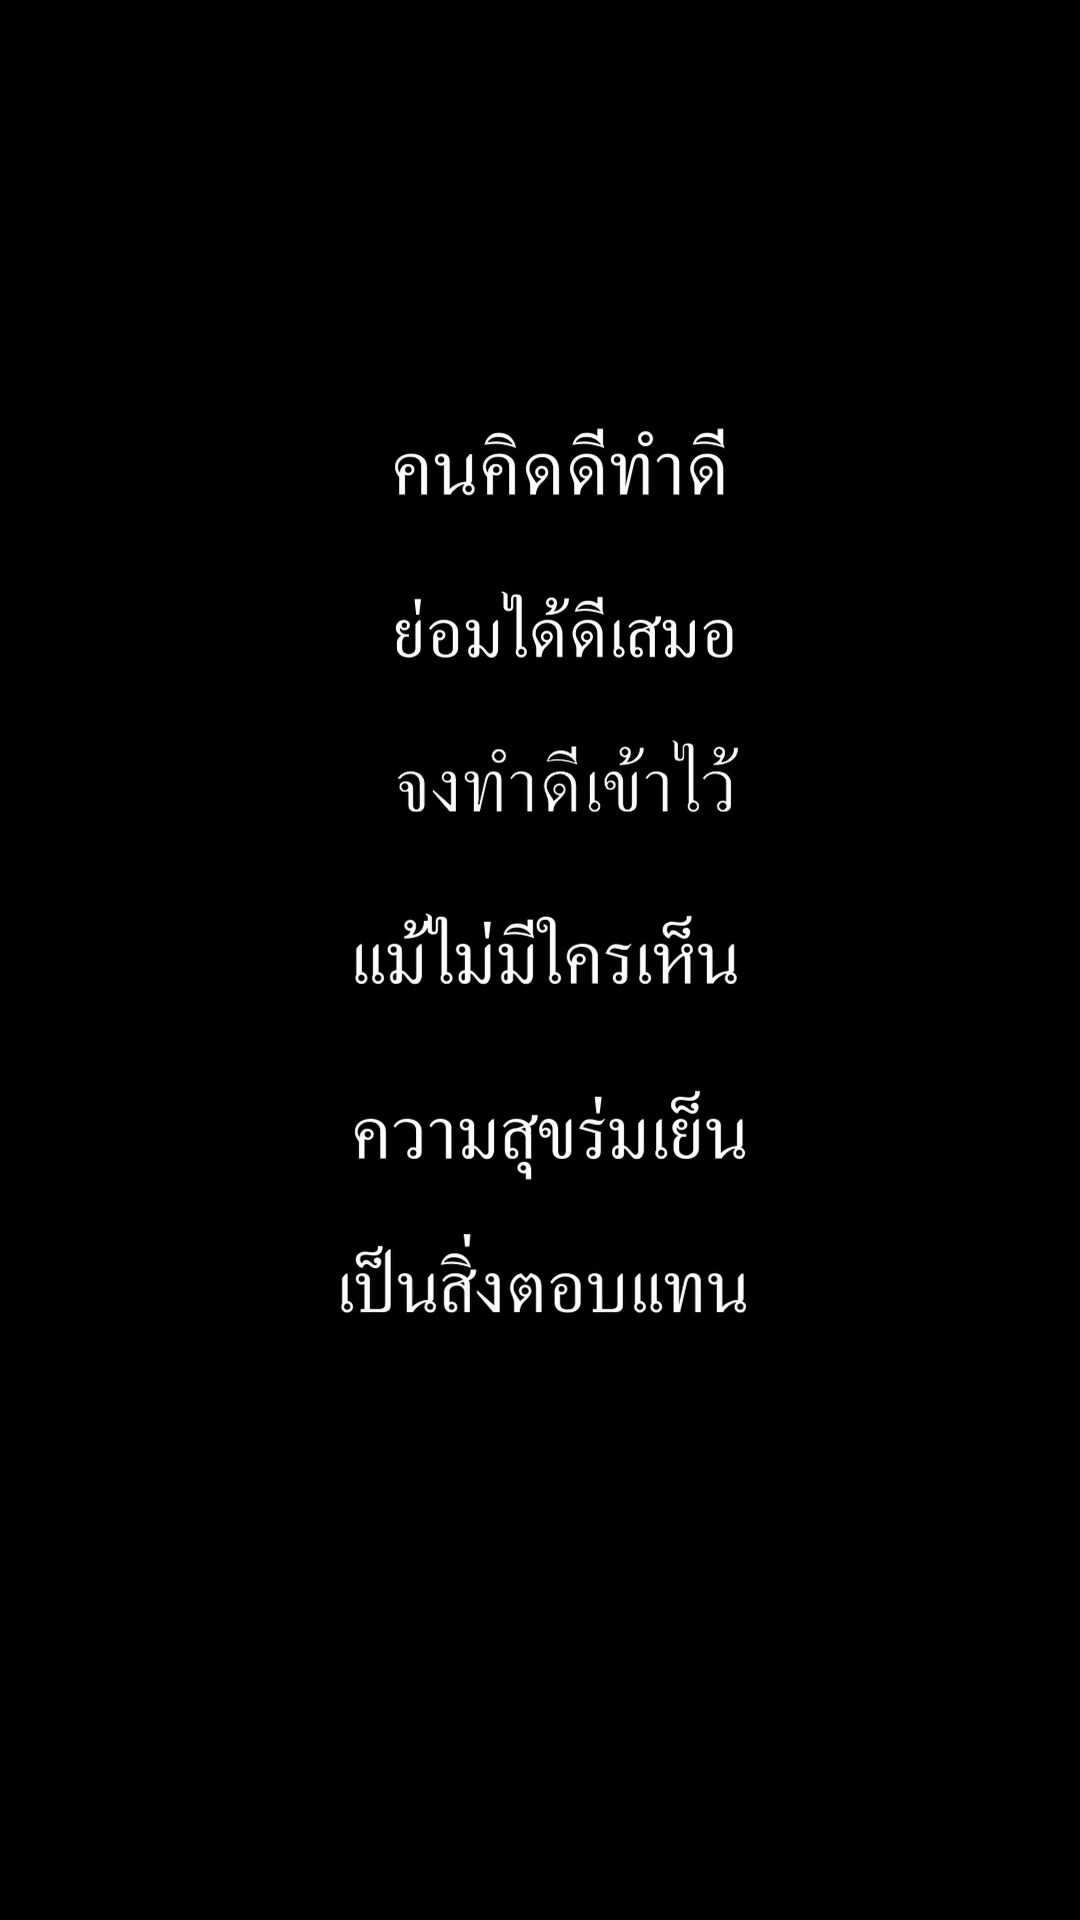 คนคิดดีทำดี
ย่อมได้ดีเสมอ
จงทำดีเข้าไว้
แม้ไม่มีใครเห็น
ความสุขร่มเย็น
เป็นสิ่งตอบแทน